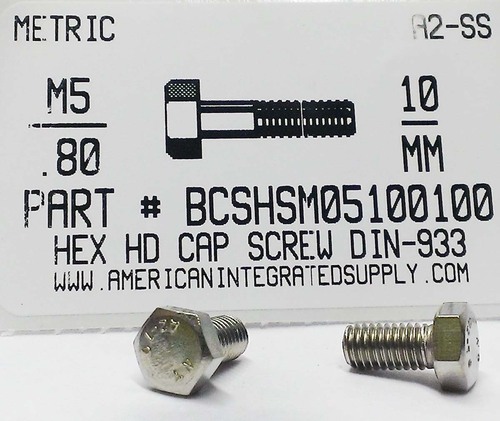 METRIC A2-SS
M5 10
.80 MM
PART # BCSHSM05100100
HEX HD CAP SCREW DIN-933
WWW.AMERICANINTEGRATEDSUPPLY.COM